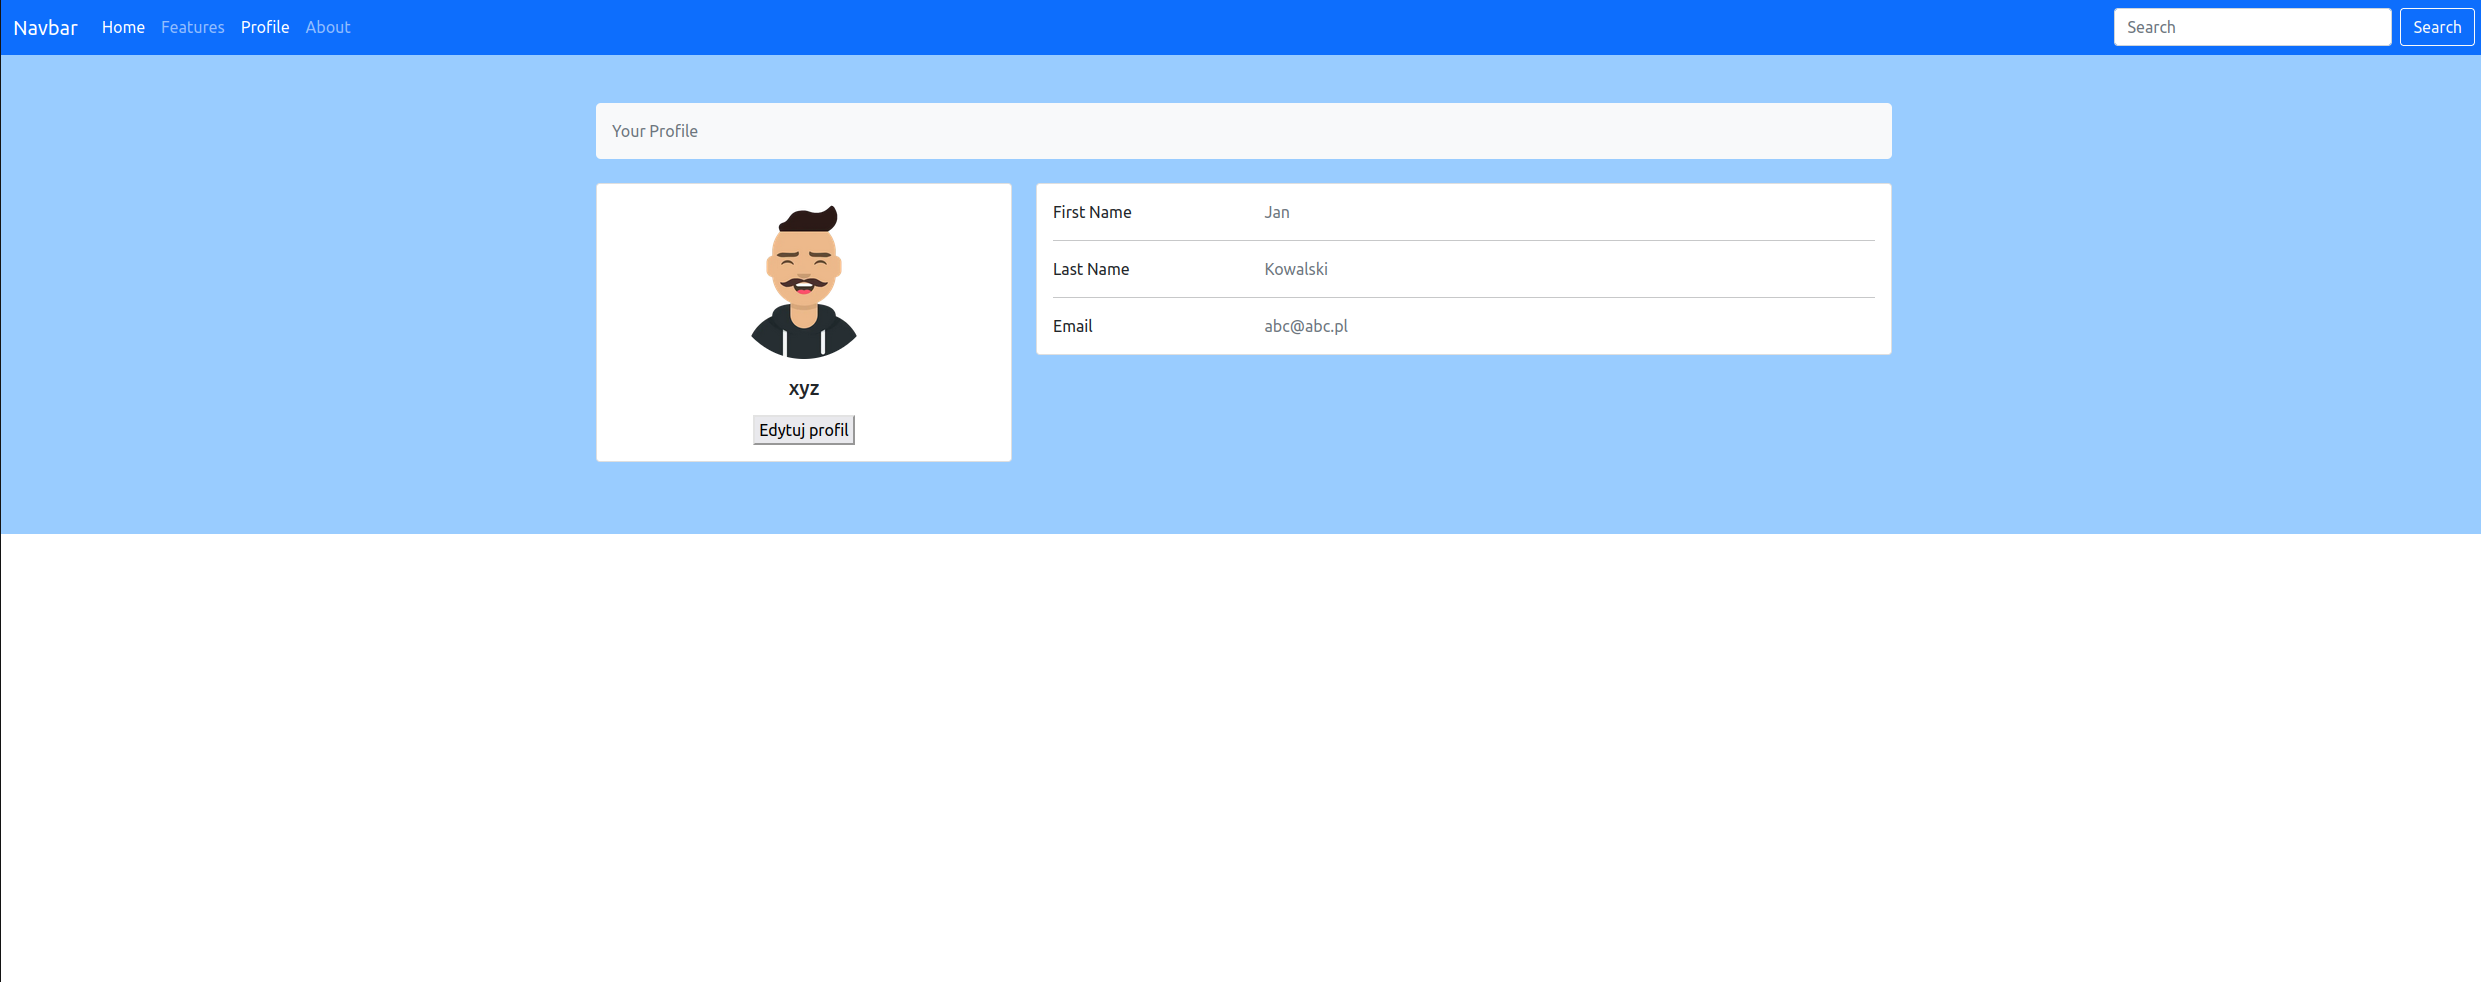 Navbar Home Features Profile About Search Search
Your Profile
xyz
Edytuj profil
First Name Jan
Last Name Kowalski
Email abc@abc.pl